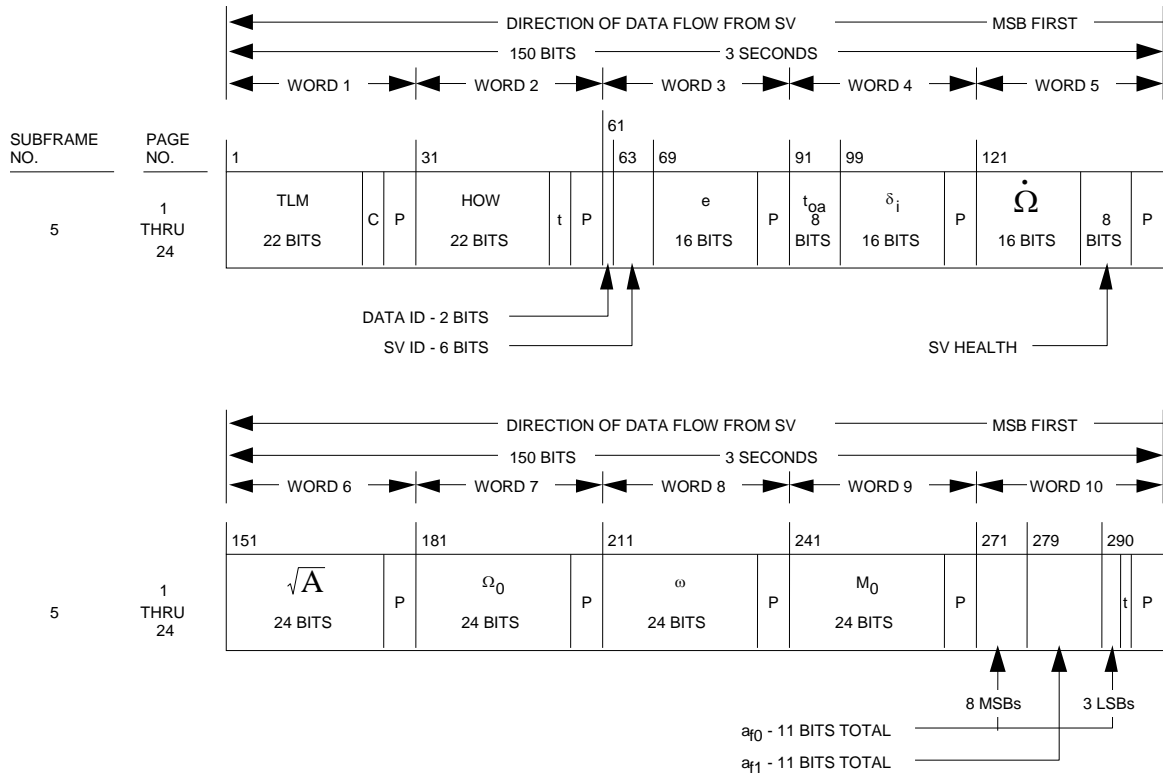 DIRECTION OF DATA FLOW FROM SV MSB FIRST
150 BITS 3 SECONDS
WORD 1 WORD 2 WORD 3 WORD 4 WORD 5
SUBFRAME NO.
PAGE NO.
1 31 61 63 69 91 99 121
5
1 THRU 24
TLM 22 BITS
C
P
HOW 22 BITS
t
P
e 16 BITS
P
t_oa 8 BITS
δ_i 16 BITS
P
Ω̇ 16 BITS
8 BITS
P
DATA ID - 2 BITS
SV ID - 6 BITS
SV HEALTH
DIRECTION OF DATA FLOW FROM SV MSB FIRST
150 BITS 3 SECONDS
WORD 6 WORD 7 WORD 8 WORD 9 WORD 10
151 181 211 241 271 279 290
5
1 THRU 24
√A 24 BITS
P
Ω_0 24 BITS
P
ω 24 BITS
P
M_0 24 BITS
P
t
P
8 MSBs 3 LSBs
a_f0 - 11 BITS TOTAL
a_f1 - 11 BITS TOTAL